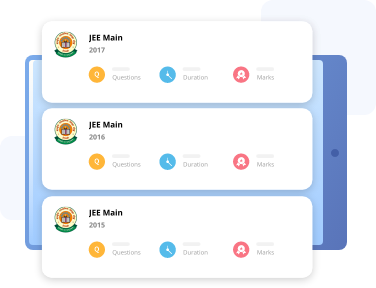 JEE Main
2017
Q
Questions
Duration
Marks
JEE Main
2016
Q
Questions
Duration
Marks
JEE Main
2015
Q
Questions
Duration
Marks